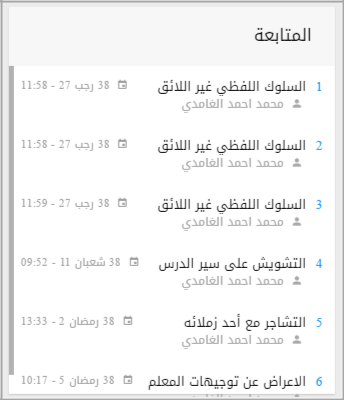 المتابعة
1 السلوك اللفظي غير اللائق 38 رجب 27 - 11:58
محمد احمد الغامدي
2 السلوك اللفظي غير اللائق 38 رجب 27 - 11:58
محمد احمد الغامدي
3 السلوك اللفظي غير اللائق 38 رجب 27 - 11:59
محمد احمد الغامدي
4 التشويش على سير الدرس 38 شعبان 11 - 09:52
محمد احمد الغامدي
5 التشاجر مع أحد زملائه 38 رمضان 2 - 13:33
محمد احمد الغامدي
6 الاعراض عن توجيهات المعلم 38 رمضان 5 - 10:17